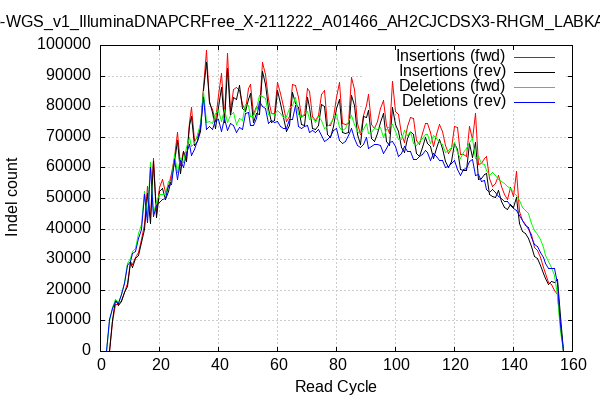 -WGS_v1_IlluminaDNAPCRFree_X-211222_A01466_AH2CJCDSX3-RHGM_LABKA
Insertions (fwd)
Insertions (rev)
Deletions (fwd)
Deletions (rev)
100000
90000
80000
70000
60000
50000
40000
30000
20000
10000
0
Indel count
0 20 40 60 80 100 120 140 160
Read Cycle